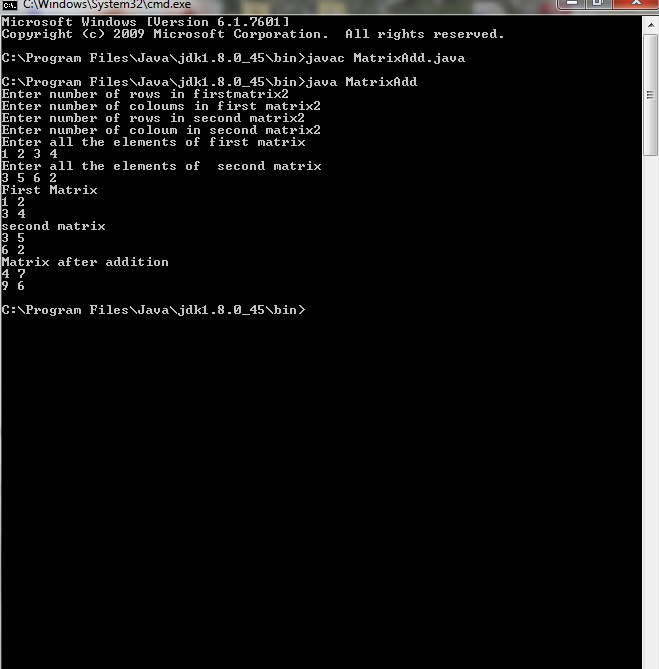 C:\Windows\System32\cmd.exe
Microsoft Windows [Version 6.1.7601]
Copyright (c) 2009 Microsoft Corporation.  All rights reserved.
C:\Program Files\Java\jdk1.8.0_45\bin>javac MatrixAdd.java
C:\Program Files\Java\jdk1.8.0_45\bin>java MatrixAdd
Enter number of rows in firstmatrix2
Enter number of coloums in first matrix2
Enter number of rows in second matrix2
Enter number of coloum in second matrix2
Enter all the elements of first matrix
1 2 3 4
Enter all the elements of  second matrix
3 5 6 2
First Matrix
1 2
3 4
second matrix
3 5
6 2
Matrix after addition
4 7
9 6
C:\Program Files\Java\jdk1.8.0_45\bin>